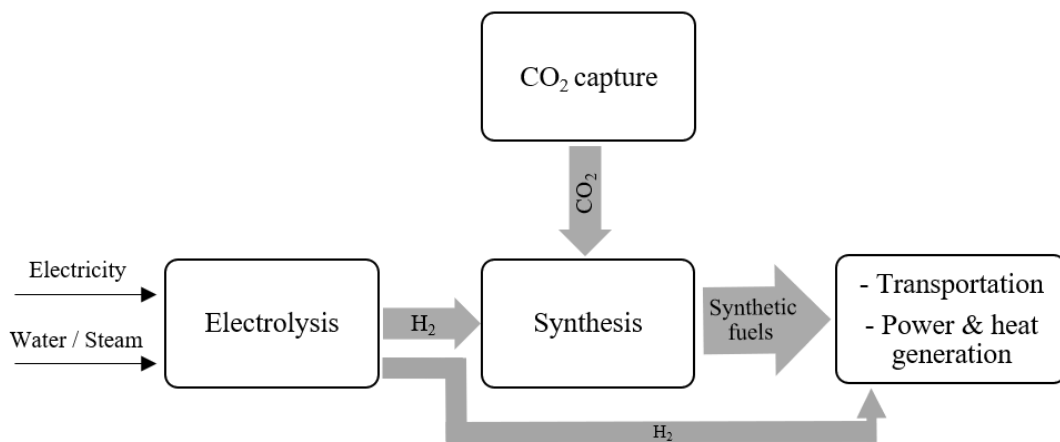 CO₂ capture
CO₂
Electricity
Water / Steam
Electrolysis
H₂
Synthesis
Synthetic
fuels
- Transportation
- Power & heat
generation
H₂